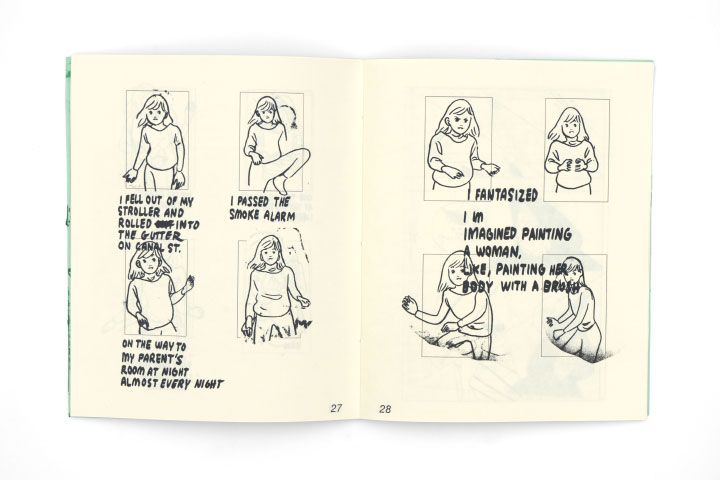 I FELL OUT OF MY
STROLLER AND
ROLLED OUT INTO
THE GUTTER
ON CANAL ST.
I PASSED THE
SMOKE ALARM
ON THE WAY TO
MY PARENT'S
ROOM AT NIGHT
ALMOST EVERY NIGHT
27
I FANTASIZED
I IM
IMAGINED PAINTING
A WOMAN,
LIKE, PAINTING HER
BODY WITH A BRUSH
28